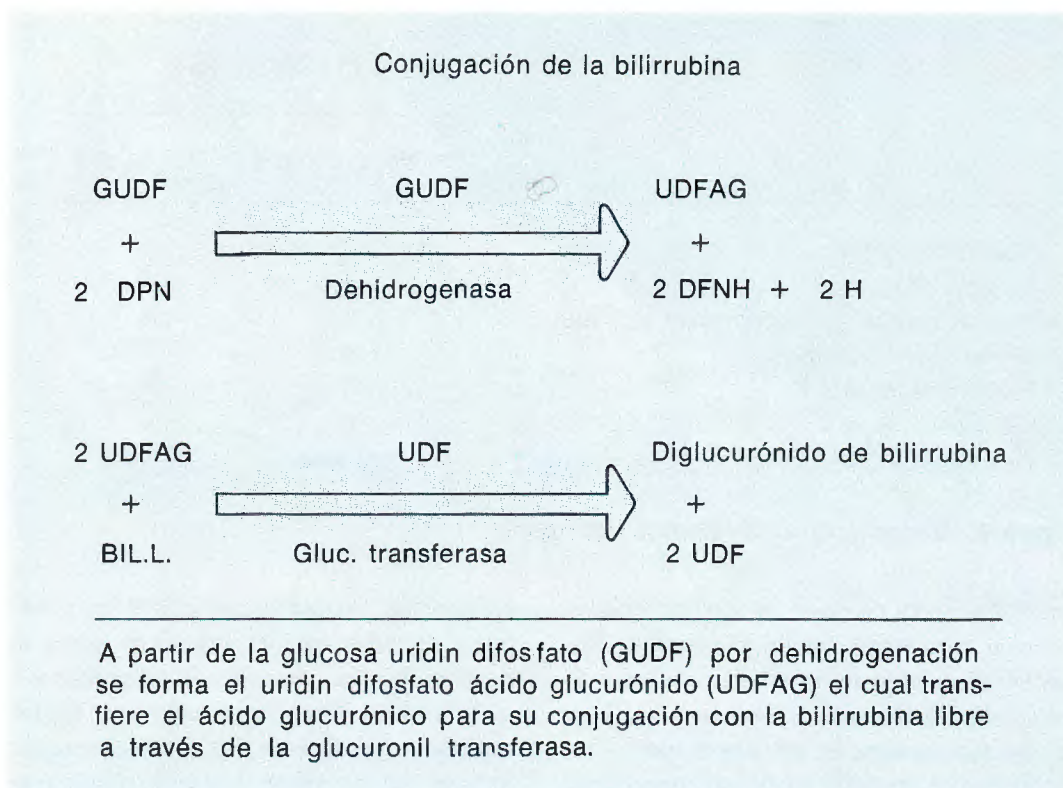 Conjugación de la bilirrubina
GUDF GUDF UDFAG
+ +
2 DPN Dehidrogenasa 2 DFNH + 2 H
2 UDFAG UDF Diglucurónido de bilirrubina
+ +
BIL.L. Gluc. transferasa 2 UDF
A partir de la glucosa uridin difosfato (GUDF) por dehidrogenación
se forma el uridin difosfato ácido glucurónido (UDFAG) el cual trans-
fiere el ácido glucurónico para su conjugación con la bilirrubina libre
a través de la glucuronil transferasa.